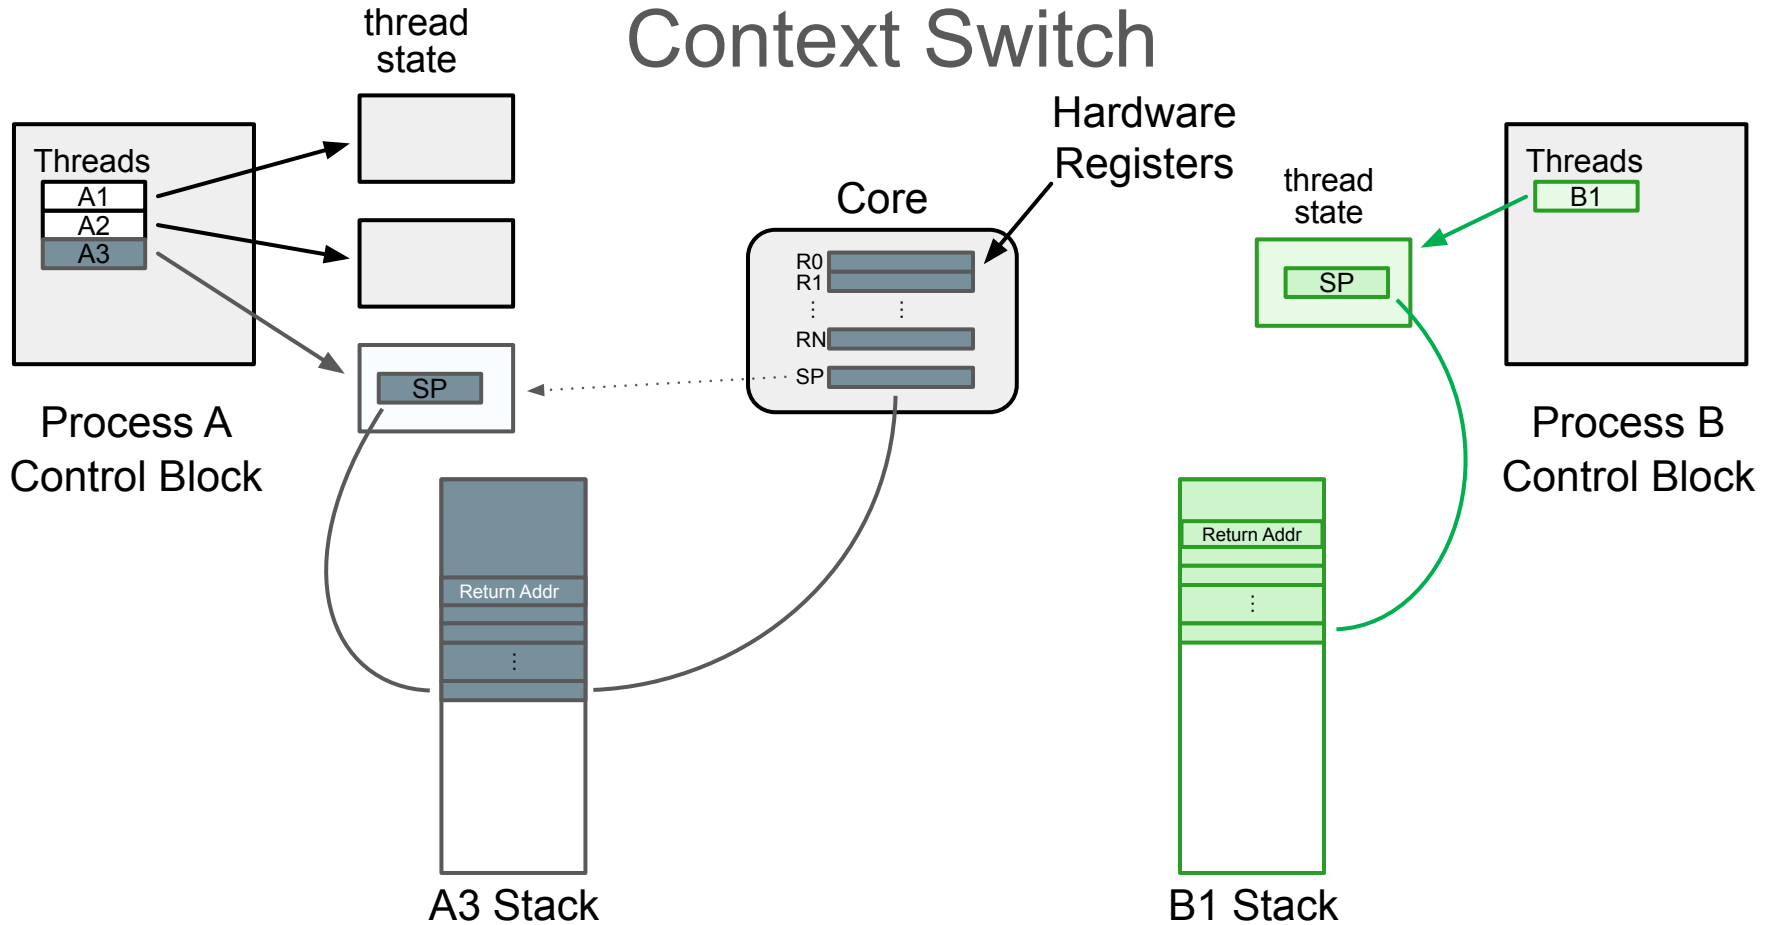 Context Switch
thread
state
Threads
A1
A2
A3
SP
Process A
Control Block
Core
Hardware
Registers
R0
R1
⋮ ⋮
RN
SP
thread
state
SP
Threads
B1
Process B
Control Block
Return Addr
⋮
A3 Stack
Return Addr
⋮
B1 Stack